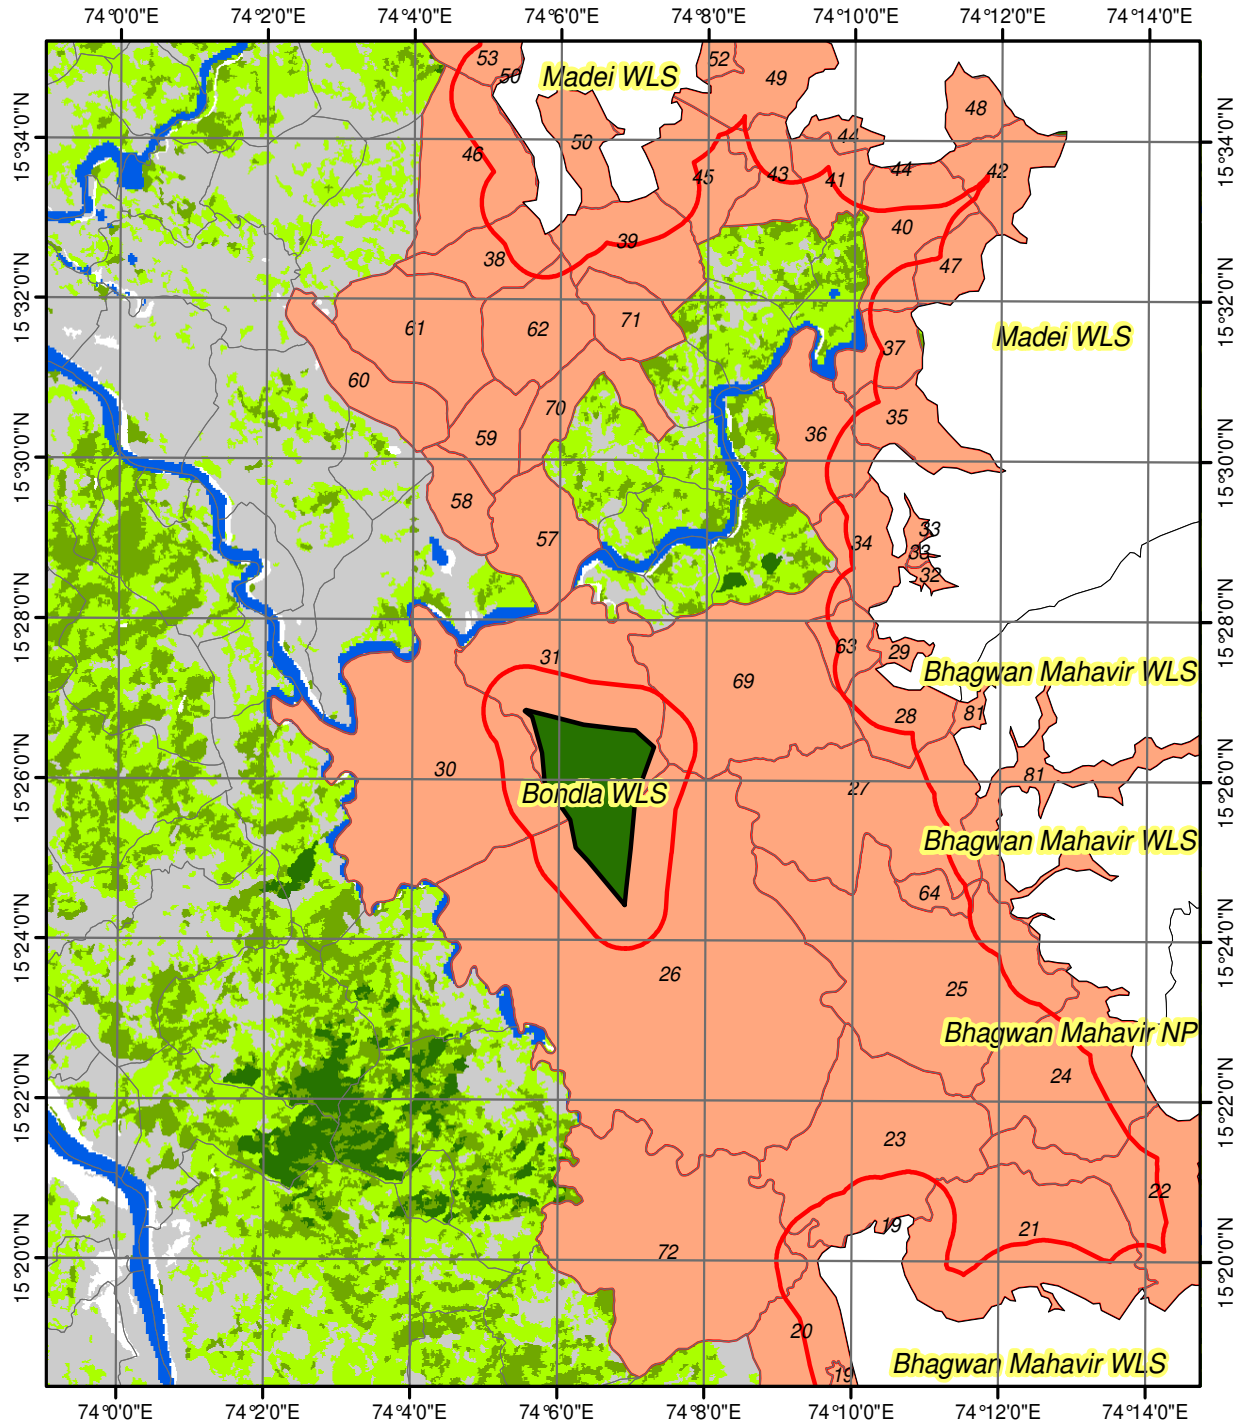 74°0'0"E 74°2'0"E 74°4'0"E 74°6'0"E 74°8'0"E 74°10'0"E 74°12'0"E 74°14'0"E
53
50
Madei WLS
52
49
48
15°34'0"N
50
44
15°34'0"N
46
45
43
41
44
42
39
40
38
47
15°32'0"N
61
62
71
Madei WLS
15°32'0"N
37
60
70
35
59
36
15°30'0"N
15°30'0"N
58
57
34
33
33
32
15°28'0"N
15°28'0"N
31
63
29
69
Bhagwan Mahavir WLS
28
81
15°26'0"N
30
Bondla WLS
27
81
15°26'0"N
Bhagwan Mahavir WLS
64
15°24'0"N
15°24'0"N
26
25
Bhagwan Mahavir NP
24
15°22'0"N
15°22'0"N
23
22
19
21
15°20'0"N
72
15°20'0"N
20
19
Bhagwan Mahavir WLS
74°0'0"E 74°2'0"E 74°4'0"E 74°6'0"E 74°8'0"E 74°10'0"E 74°12'0"E 74°14'0"E